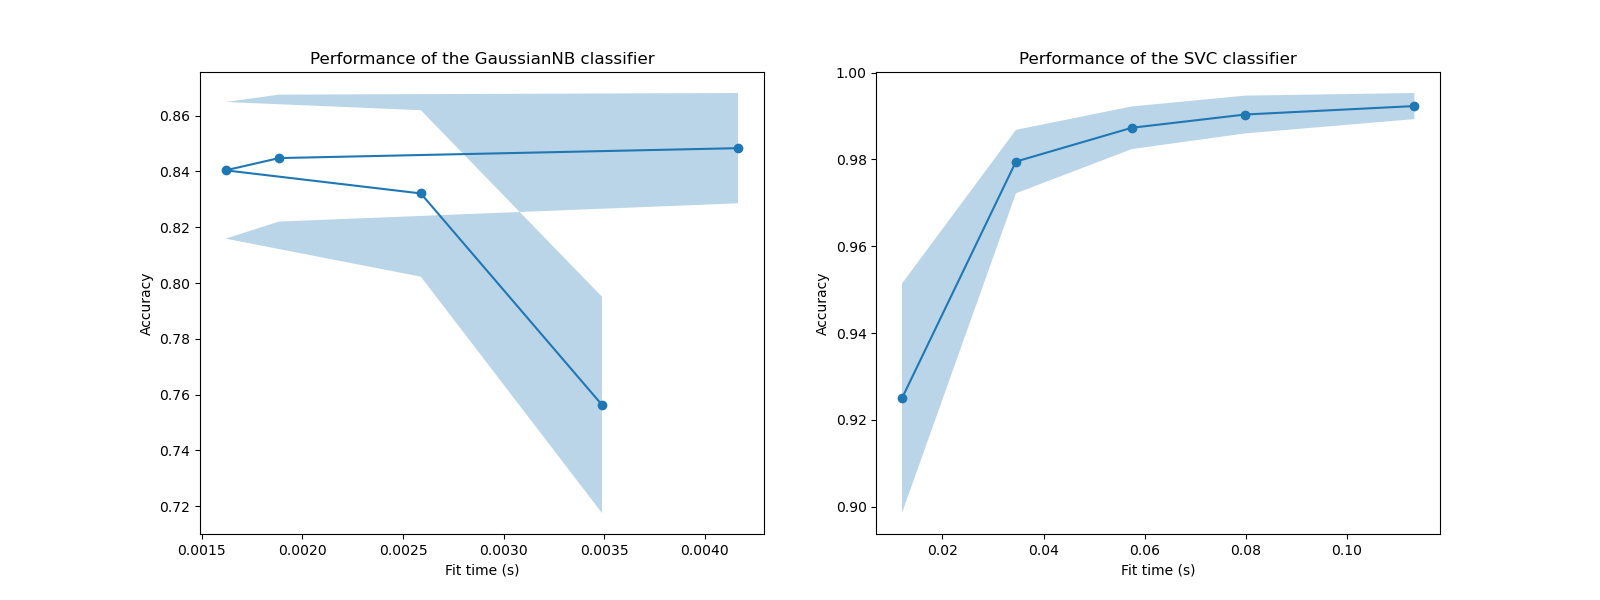 Performance of the GaussianNB classifier
Accuracy
0.86
0.84
0.82
0.80
0.78
0.76
0.74
0.72
0.0015 0.0020 0.0025 0.0030 0.0035 0.0040
Fit time (s)
Performance of the SVC classifier
Accuracy
1.00
0.98
0.96
0.94
0.92
0.90
0.02 0.04 0.06 0.08 0.10
Fit time (s)